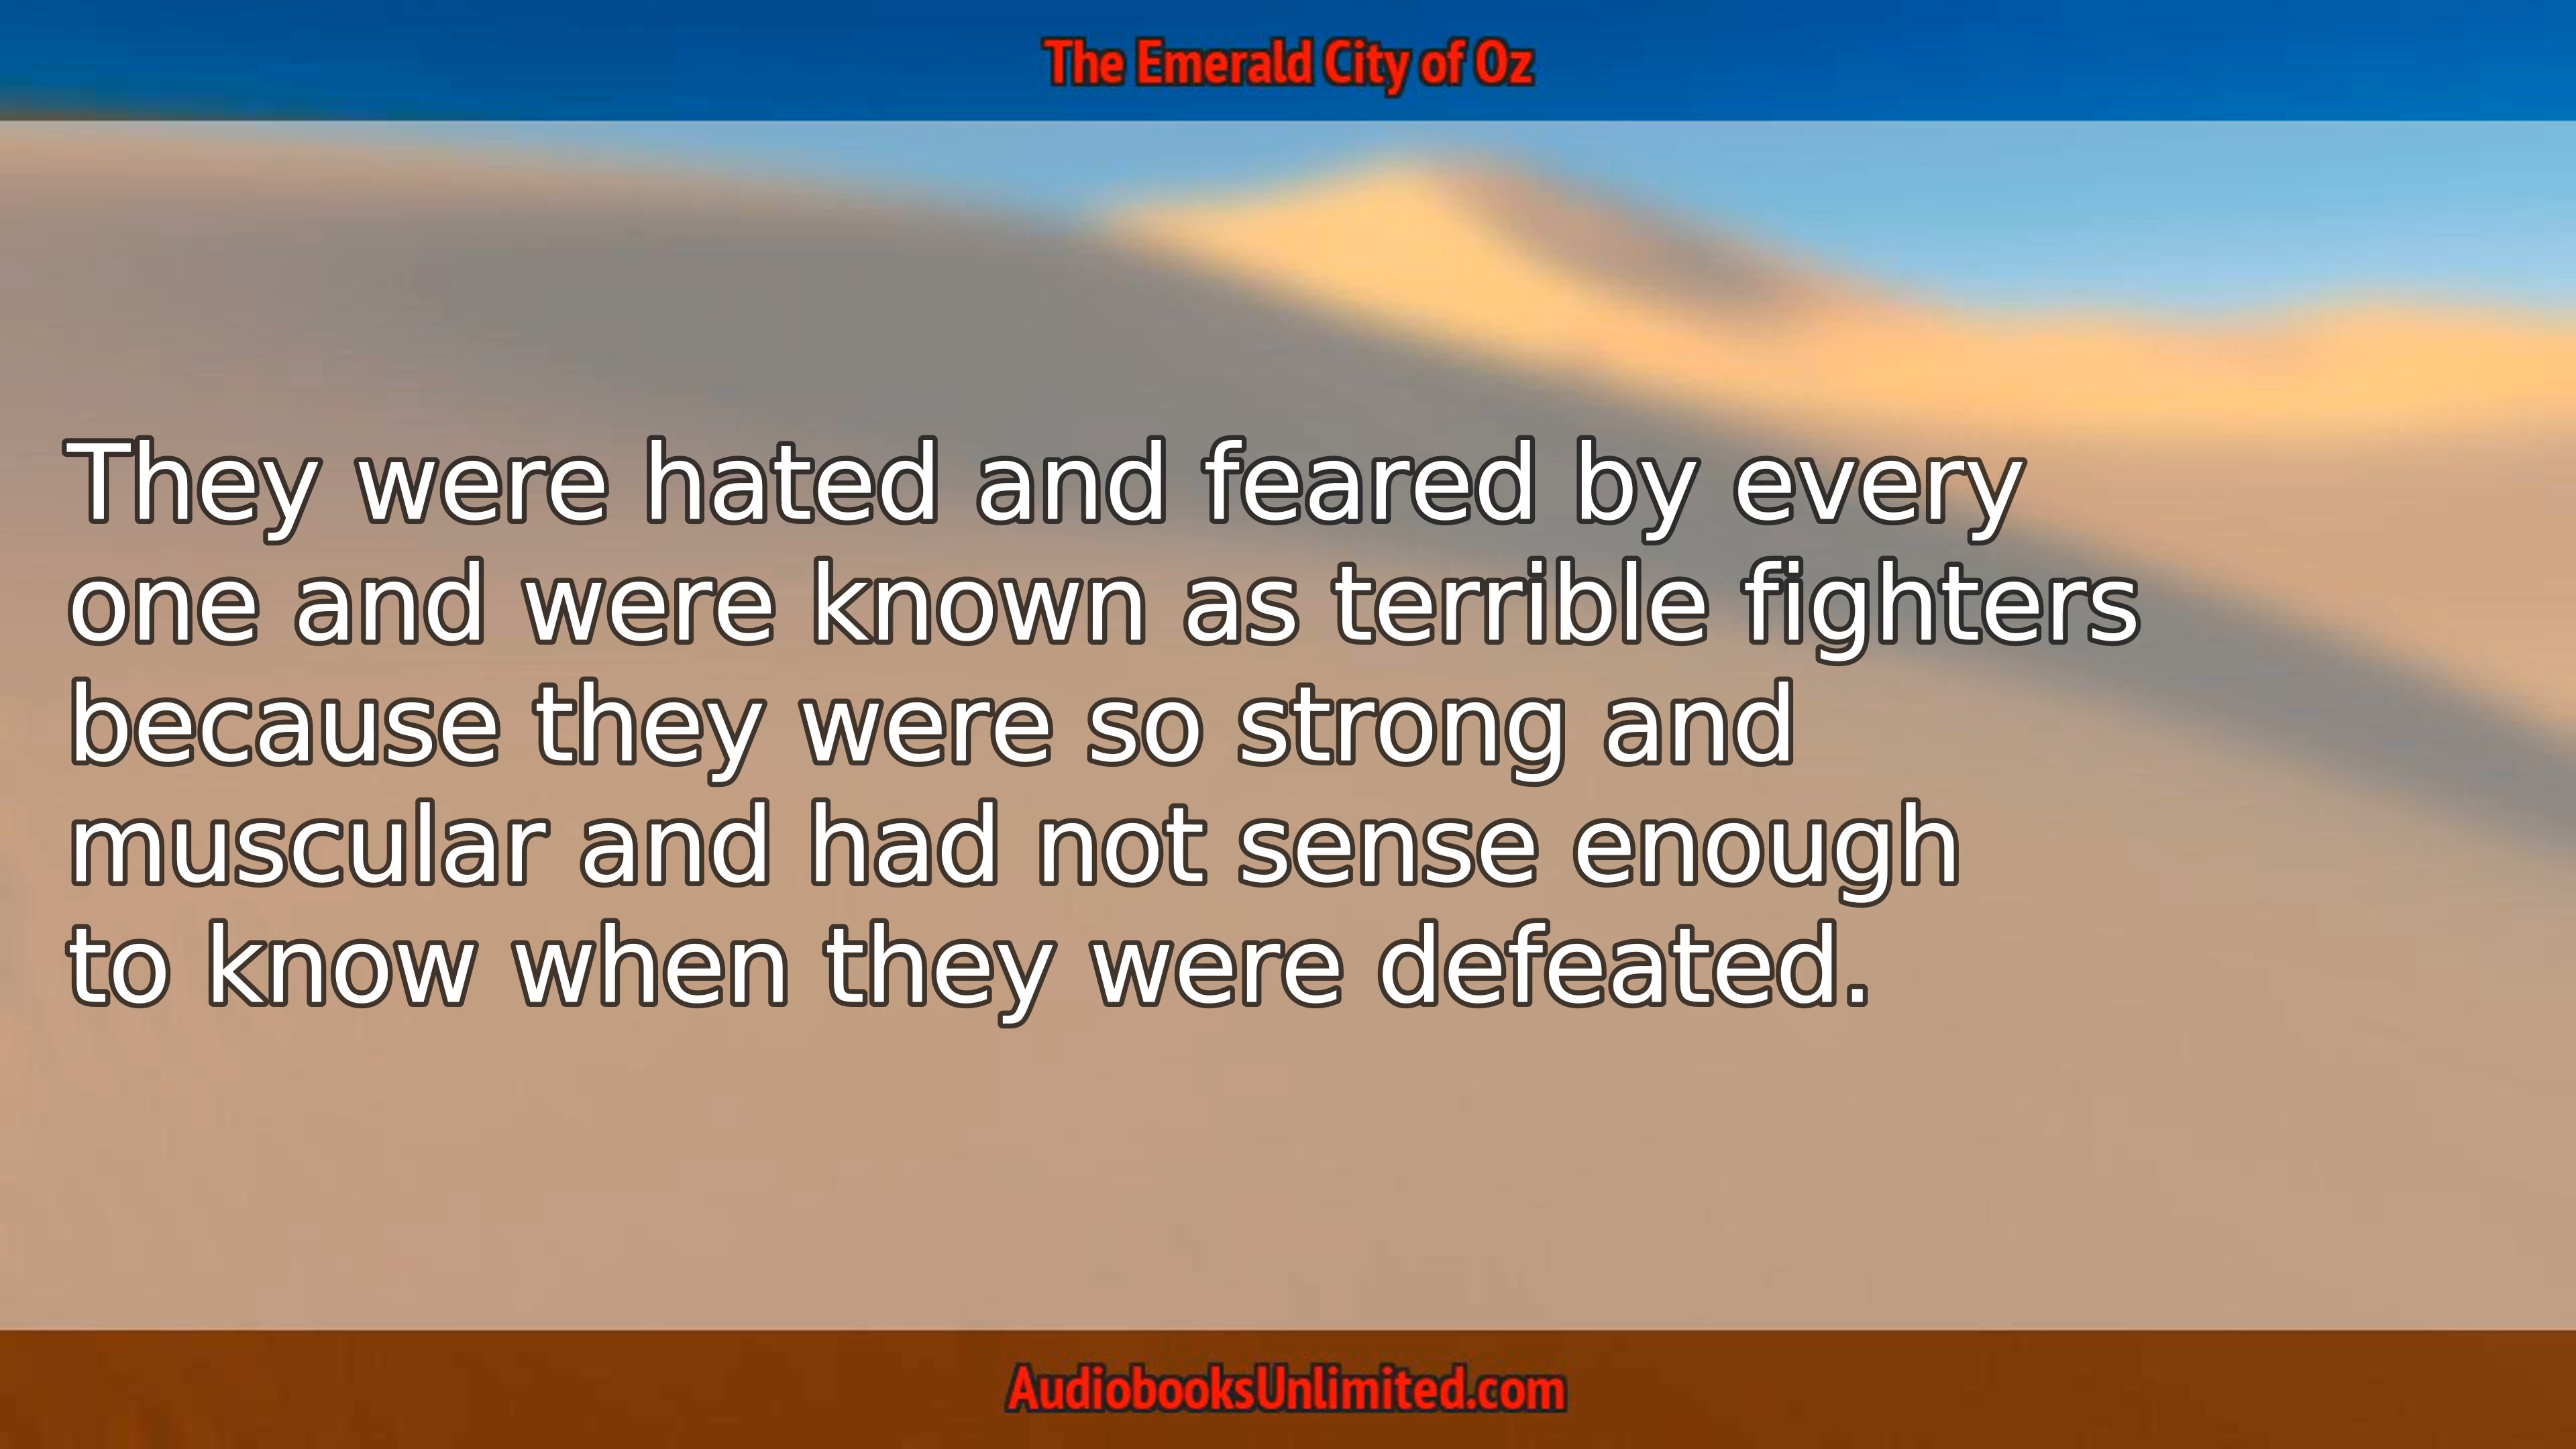 The Emerald City of Oz
They were hated and feared by every
one and were known as terrible fighters
because they were so strong and
muscular and had not sense enough
to know when they were defeated.
AudiobooksUnlimited.com